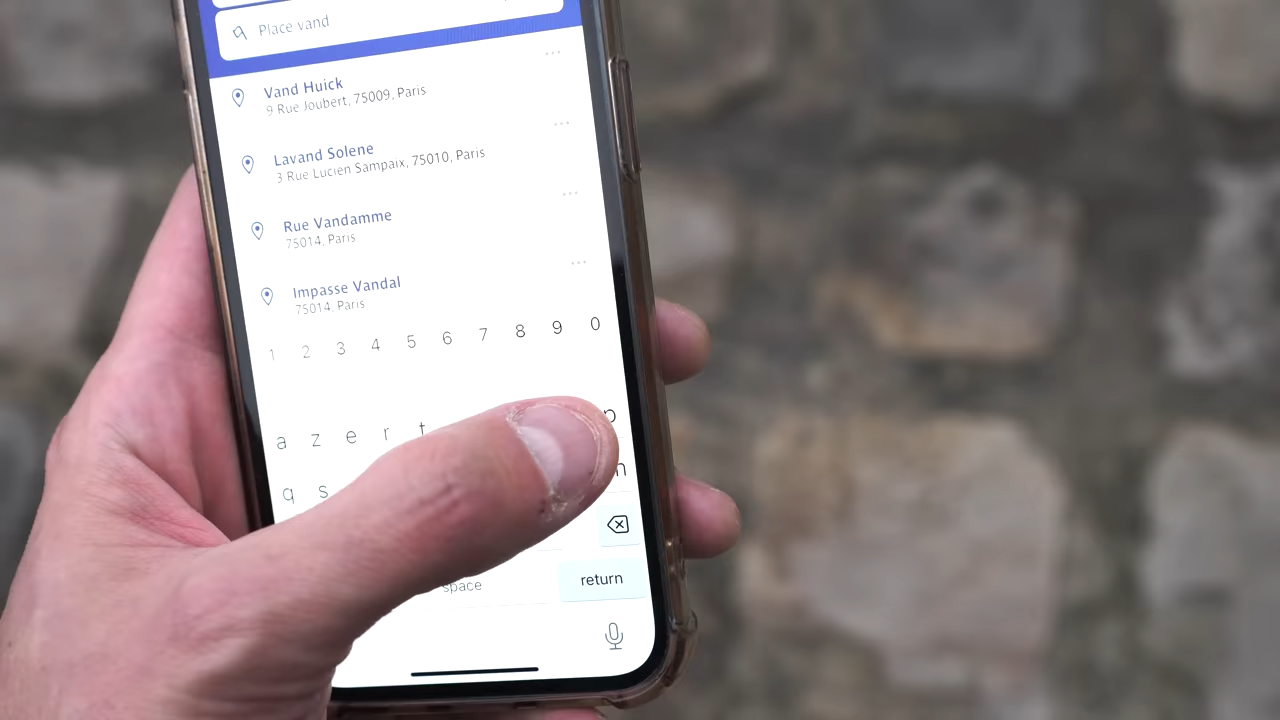 Place vand
Vand Huick
9 Rue Joubert, 75009, Paris
Lavand Solene
3 Rue Lucien Sampaix, 75010, Paris
Rue Vandamme
75014, Paris
Impasse Vandal
75014, Paris
1 2 3 4 5 6 7 8 9 0
a z e r t p
q s m
space return